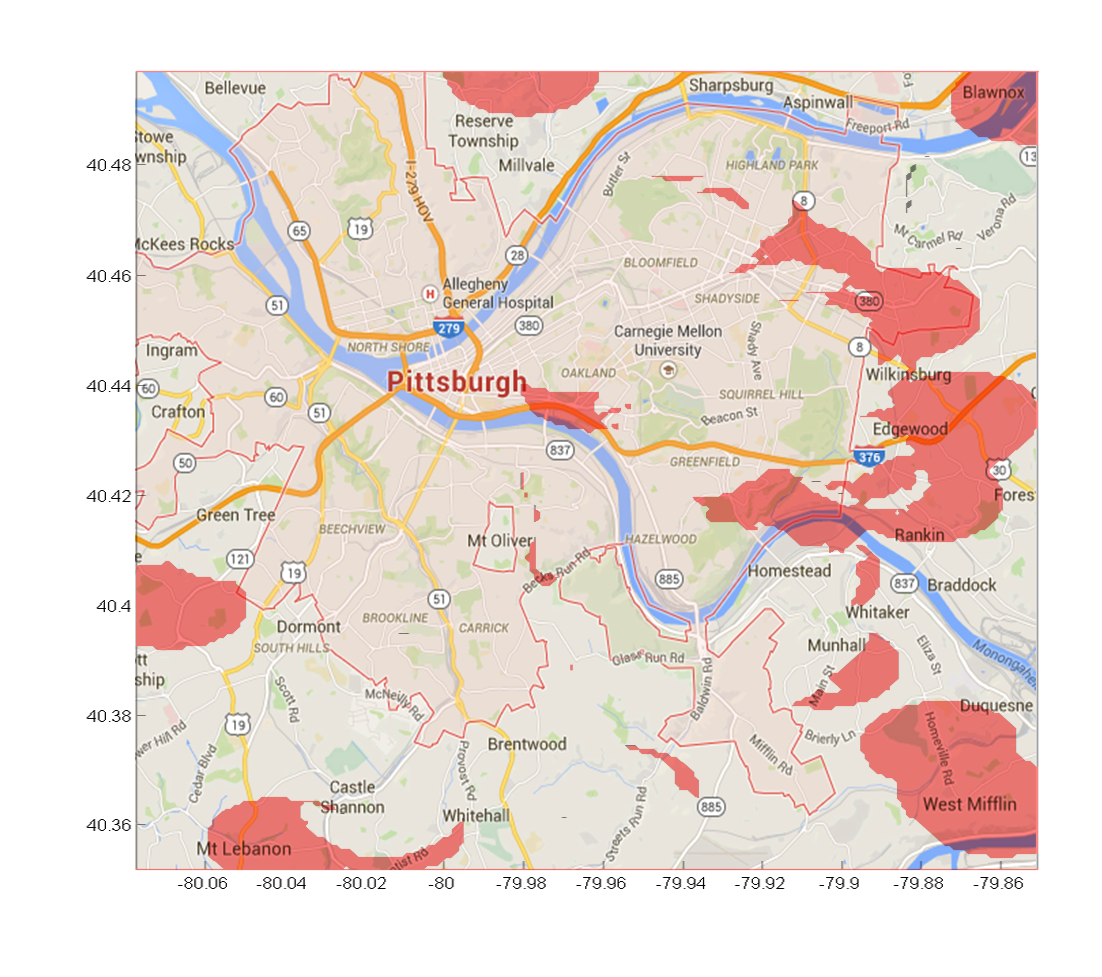 Bellevue
Sharpsburg
Aspinwall
Blawnox
Reserve
Township
Freeport-Rd
Stowe
wnship
40.48
Millvale
Butler St
HIGHLAND PARK
13
I-279 HOV
8
65
19
Verona Rd
Mt Carmel Rd
McKees Rocks
28
BLOOMFIELD
40.46
Allegheny
General Hospital
H
51
SHADYSIDE
380
279
380
Carnegie Mellon
University
Shady Ave
Ingram
NORTH SHORE
8
40.44
Pittsburgh
OAKLAND
Wilkinsburg
60
60
SQUIRREL HILL
Crafton
51
Beacon St
Edgewood
837
50
GREENFIELD
376
30
40.42
Fores
Green Tree
BEECHVIEW
Mt Oliver
HAZELWOOD
Rankin
121
19
Becks Run Rd
885
Homestead
837
Braddock
40.4
51
BROOKLINE
CARRICK
Whitaker
Dormont
SOUTH HILLS
Munhall
Eliza St
Monongahe
ott
ship
Glass Run Rd
Main St
Baldwin Rd
Scott Rd
McNeilly Rd
40.38
Duquesne
19
Brierly Ln
Homeville Rd
ower Hill Rd
Brentwood
Mifflin Rd
Cedar Blvd
Provost Rd
Castle
Shannon
885
West Mifflin
40.36
Whitehall
Streets Run Rd
Mt Lebanon
tist Rd
-80.06
-80.04
-80.02
-80
-79.98
-79.96
-79.94
-79.92
-79.9
-79.88
-79.86